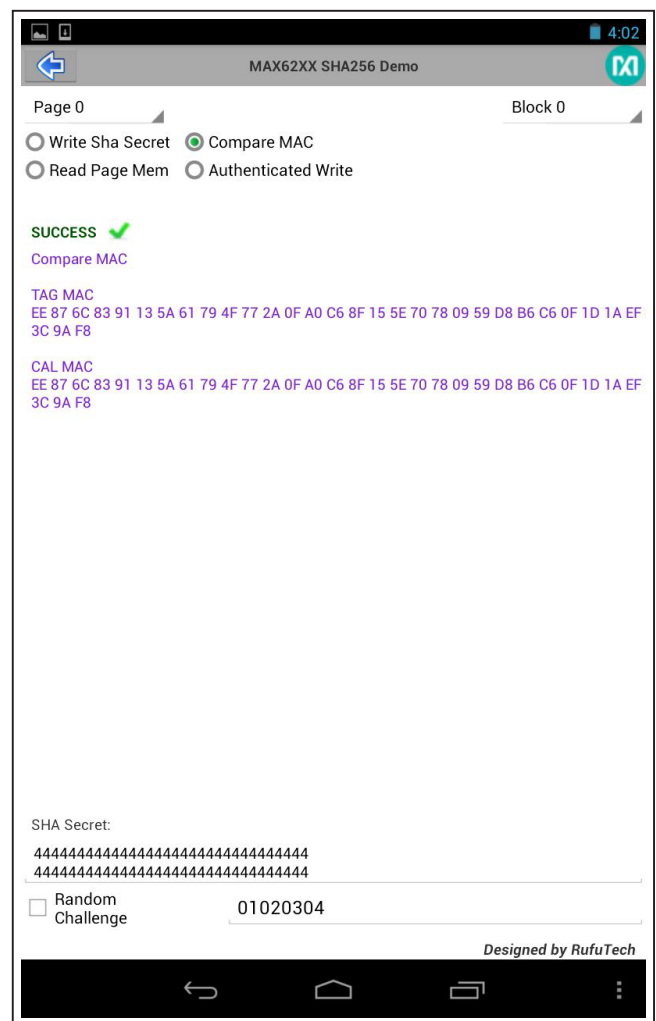 4:02
MAX62XX SHA256 Demo
Page 0 Block 0
Write Sha Secret Compare MAC
Read Page Mem Authenticated Write
SUCCESS
Compare MAC
TAG MAC
EE 87 6C 83 91 13 5A 61 79 4F 77 2A 0F A0 C6 8F 15 5E 70 78 09 59 D8 B6 C6 0F 1D 1A EF
3C 9A F8
CAL MAC
EE 87 6C 83 91 13 5A 61 79 4F 77 2A 0F A0 C6 8F 15 5E 70 78 09 59 D8 B6 C6 0F 1D 1A EF
3C 9A F8
SHA Secret:
44444444444444444444444444444444
44444444444444444444444444444444
Random
Challenge
01020304
Designed by RufuTech